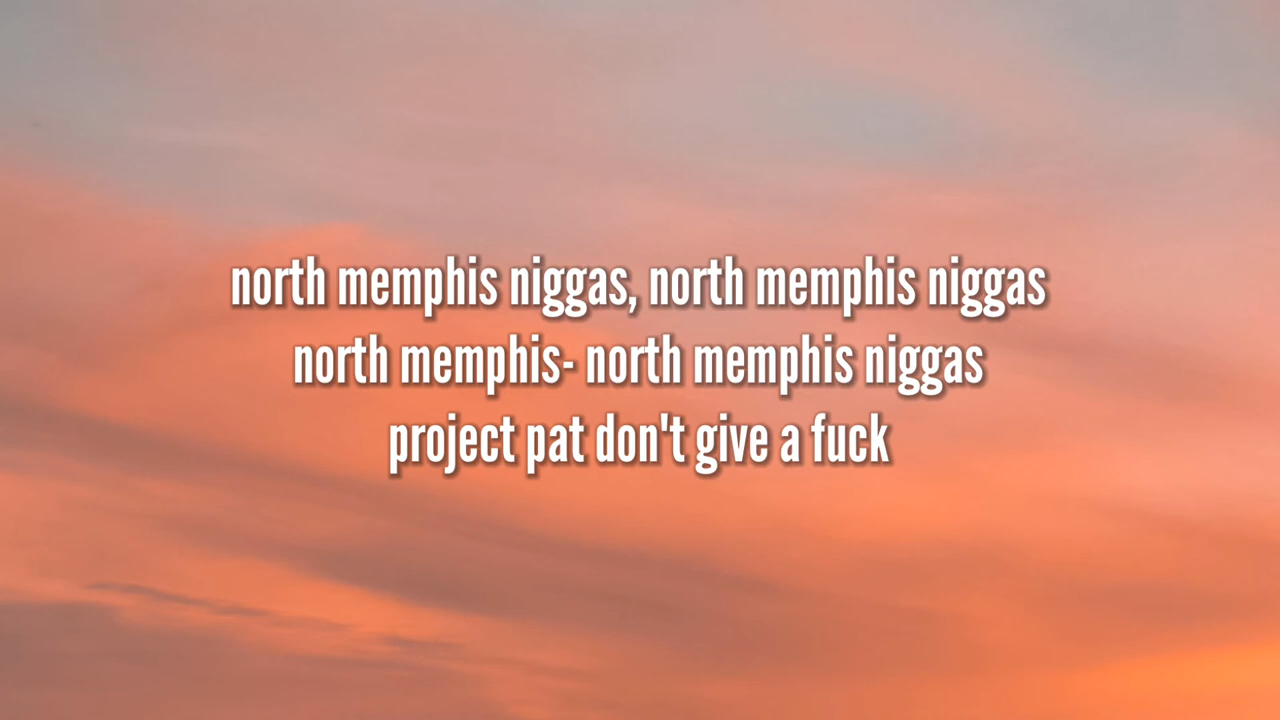 north memphis niggas, north memphis niggas
north memphis- north memphis niggas
project pat don't give a fuck